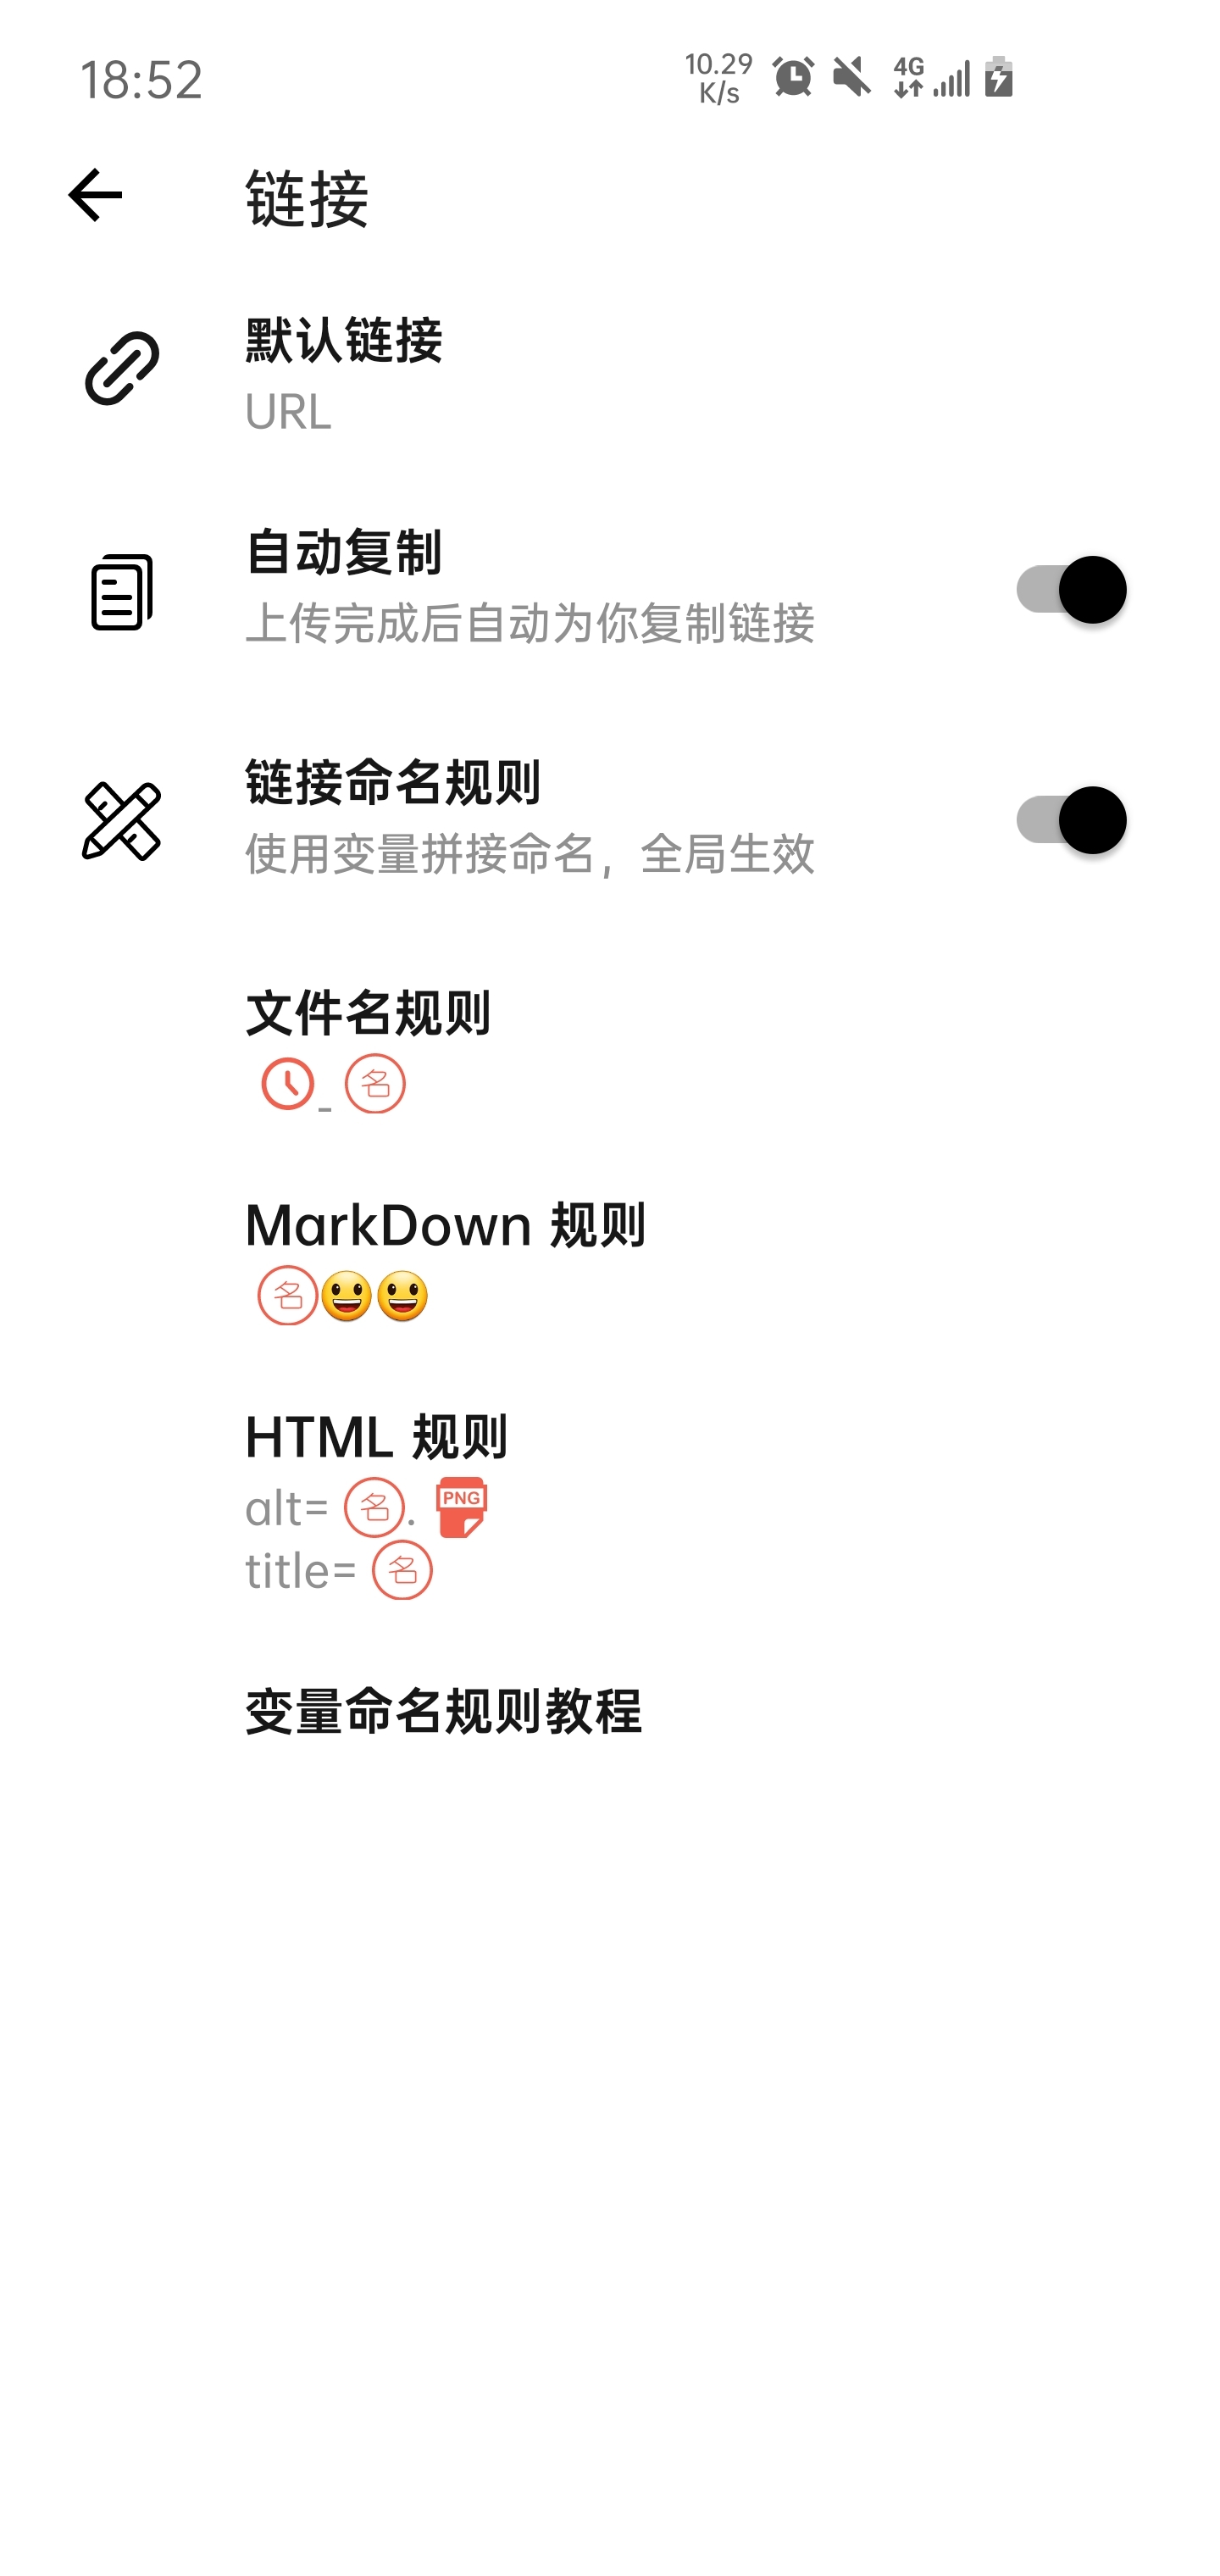 18:52
10.29
K/s
4G
链接
默认链接
URL
自动复制
上传完成后自动为你复制链接
链接命名规则
使用变量拼接命名，全局生效
文件名规则
_ 名
MarkDown 规则
名😃😃
HTML 规则
alt= 名. PNG
title= 名
变量命名规则教程